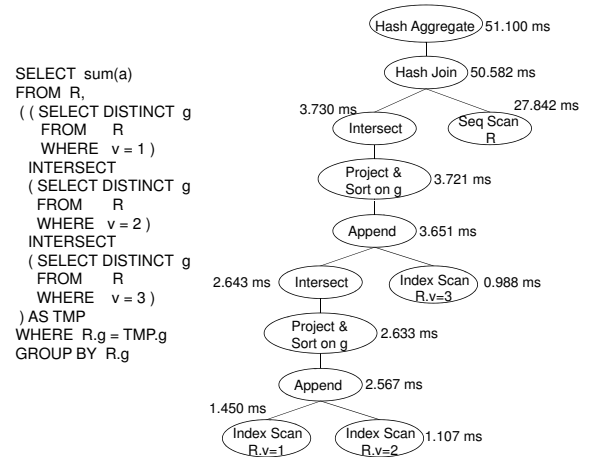 SELECT sum(a)
FROM R,
( ( SELECT DISTINCT g
FROM R
WHERE v = 1 )
INTERSECT
( SELECT DISTINCT g
FROM R
WHERE v = 2 )
INTERSECT
( SELECT DISTINCT g
FROM R
WHERE v = 3 )
) AS TMP
WHERE R.g = TMP.g
GROUP BY R.g
Hash Aggregate 51.100 ms
Hash Join 50.582 ms
3.730 ms
27.842 ms
Intersect
Seq Scan
R
Project &
Sort on g
3.721 ms
Append 3.651 ms
2.643 ms Intersect
Index Scan
R.v=3
0.988 ms
Project &
Sort on g
2.633 ms
Append 2.567 ms
1.450 ms
Index Scan
R.v=1
Index Scan
R.v=2
1.107 ms